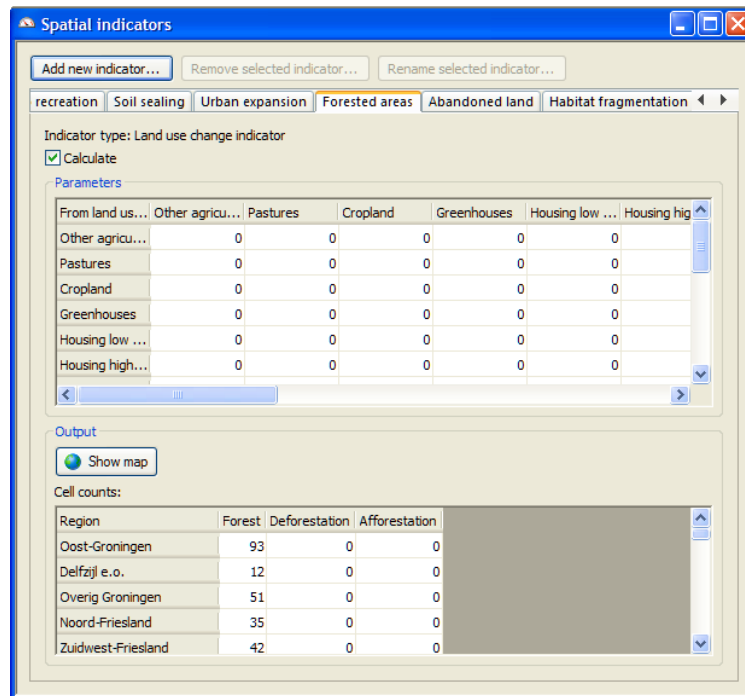 Spatial indicators
Add new indicator... Remove selected indicator... Rename selected indicator...
recreation Soil sealing Urban expansion Forested areas Abandoned land Habitat fragmentation
Indicator type: Land use change indicator
Calculate
Parameters
From land us... Other agricu... Pastures Cropland Greenhouses Housing low ... Housing hig
Other agricu... 0 0 0 0 0
Pastures 0 0 0 0 0
Cropland 0 0 0 0 0
Greenhouses 0 0 0 0 0
Housing low ... 0 0 0 0 0
Housing high... 0 0 0 0 0
Output
Show map
Cell counts:
Region Forest Deforestation Afforestation
Oost-Groningen 93 0 0
Delfzijl e.o. 12 0 0
Overig Groningen 51 0 0
Noord-Friesland 35 0 0
Zuidwest-Friesland 42 0 0